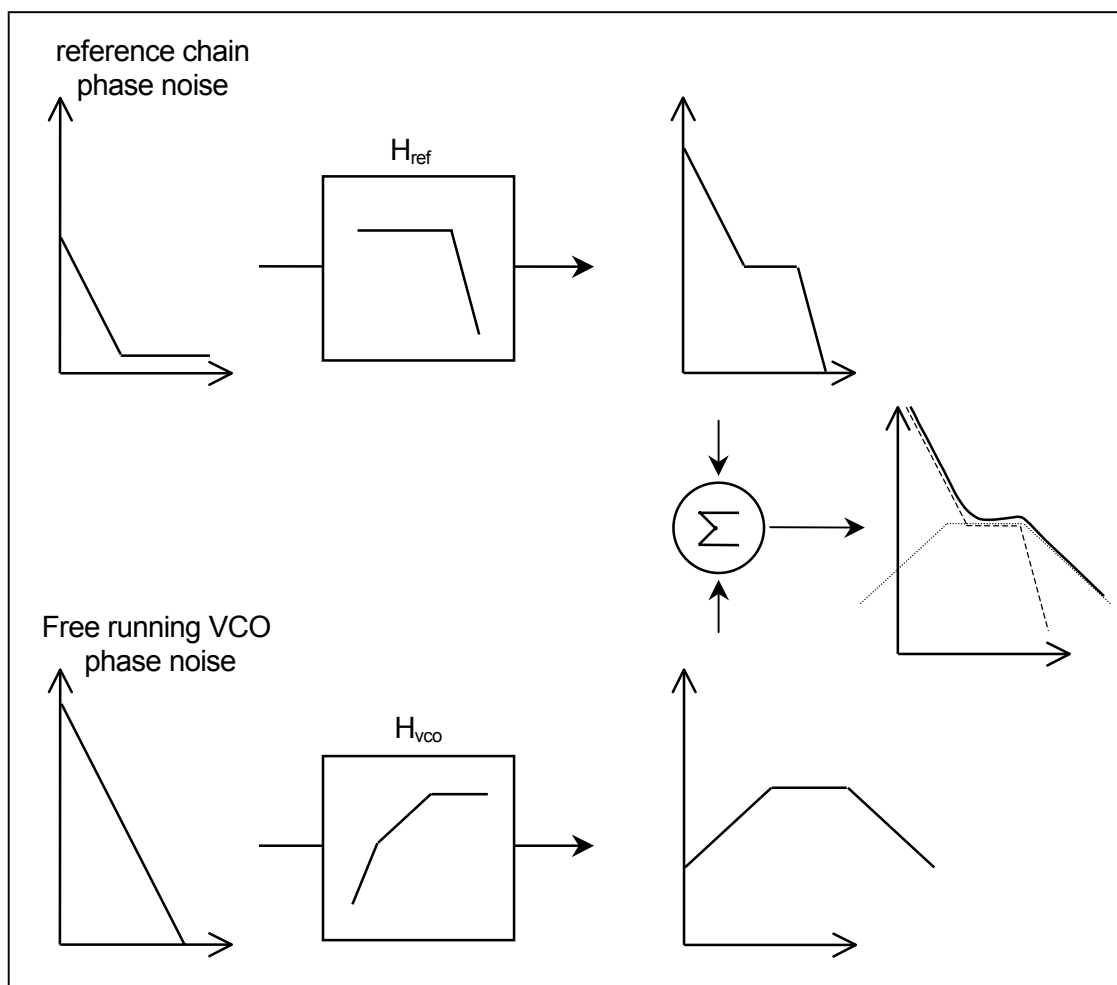 reference chain
phase noise
H_ref
Σ
Free running VCO
phase noise
H_vco